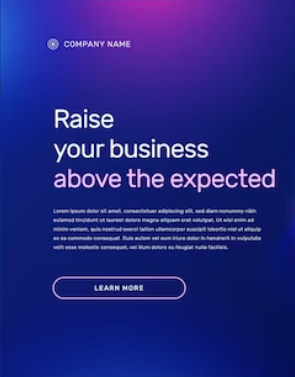 COMPANY NAME
Raise
your business
above the expected
Lorem ipsum dolor sit amet, consectetuer adipiscing elit, sed diam nonummy nibh
euismod tincidunt ut laoreet dolore magna aliquam erat volutpat. Ut wisi enim ad
minim veniam, quis nostrud exerci tation ullamcorper suscipit lobortis nisl ut aliquip
ex ea commodo consequat. Duis autem vel eum iriure dolor in hendrerit in vulputate
velit esse molestie consequat, vel illum dolore eu feugiat nulla facilisis.
LEARN MORE